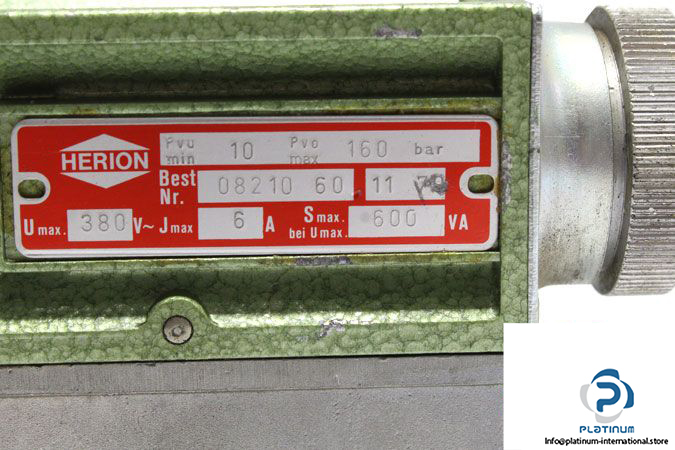 HERION
Pvu min 10 Pvo max 160 bar
Best Nr. 08210 60 11
U max. 380 V~ J max 6 A S max. bei U max. 600 VA
PLATINUM
Info@platinum-international.store